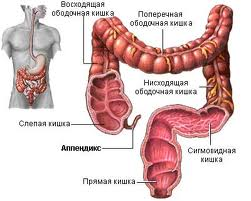 Восходящая
ободочная кишка
Поперечная
ободочная кишка
Нисходящая
ободочная кишка
Слепая кишка
Аппендикс
Сигмовидная
кишка
Прямая кишка